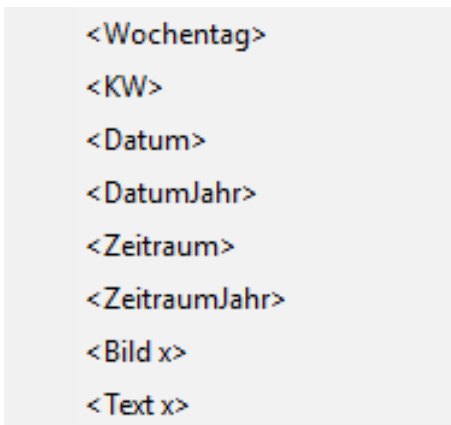 <Wochentag>
<KW>
<Datum>
<DatumJahr>
<Zeitraum>
<ZeitraumJahr>
<Bild x>
<Text x>